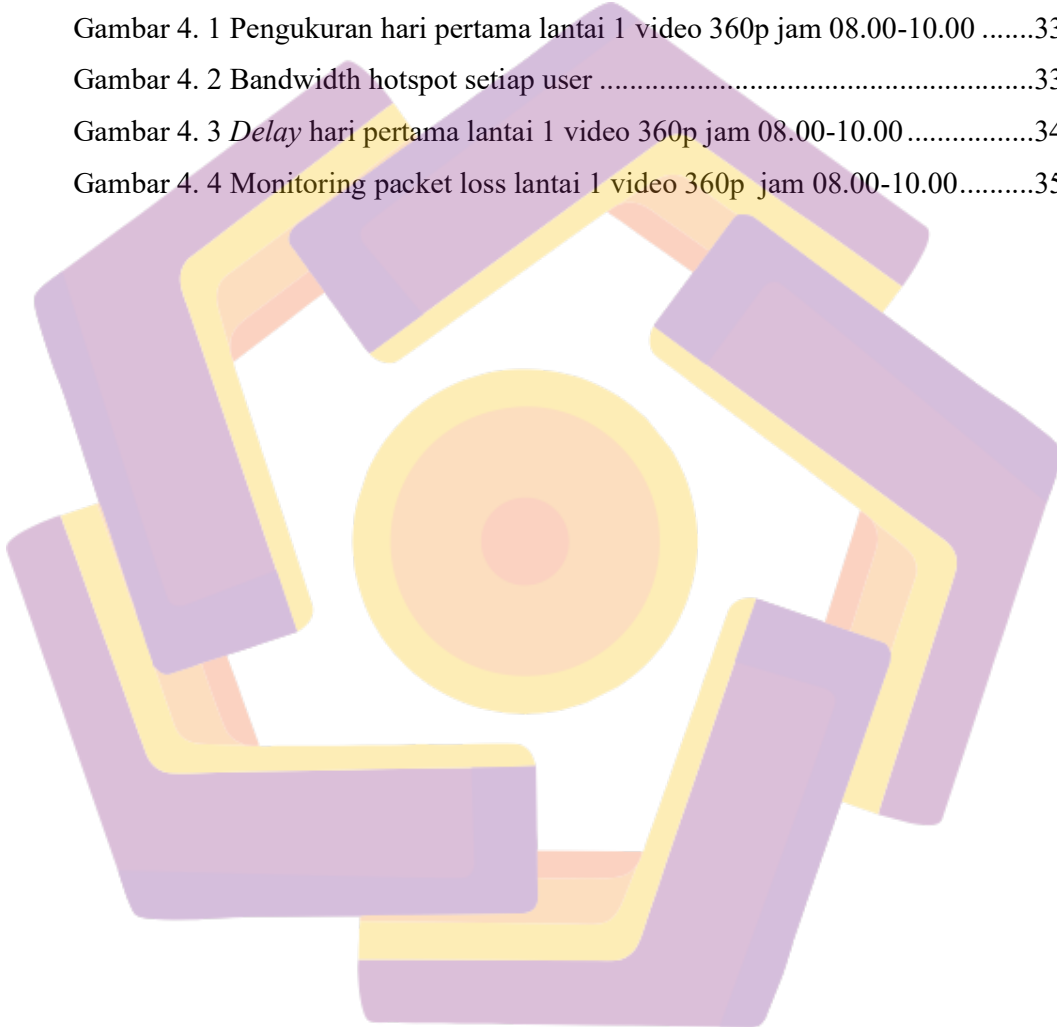 Gambar 4. 1 Pengukuran hari pertama lantai 1 video 360p jam 08.00-10.00 .......33
Gambar 4. 2 Bandwidth hotspot setiap user .......................................................33
Gambar 4. 3 Delay hari pertama lantai 1 video 360p jam 08.00-10.00 ................34
Gambar 4. 4 Monitoring packet loss lantai 1 video 360p  jam 08.00-10.00.........35